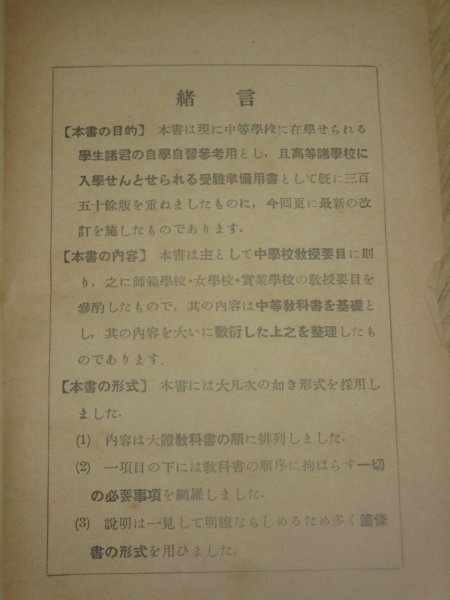 緒言
【本書の目的】 本書は現に中等學校に在學せられる
學生諸君の自學自習參考用とし，且高等諸學校に
入學せんとせられる受驗準備用書として既に三百
五十餘版を重ねましたものに，今回更に最新の改
訂を施したものであります．
【本書の內容】 本書は主として中學校敎授要目に則
り，之に師範學校・女學校・實業學校の敎授要目を
參酌したもので，其の內容は中等敎科書を基礎と
し，其の內容を大いに敷衍した上之を整理したも
のであります．
【本書の形式】 本書には大凡次の如き形式を採用し
ました．
(1) 內容は大體敎科書の順に排列しました．
(2) 一項目の下には敎科書の順序に拘はらず一切
の必要事項を網羅しました．
(3) 說明は一見して明瞭ならしめるため多く箇條
書の形式を用ひました．